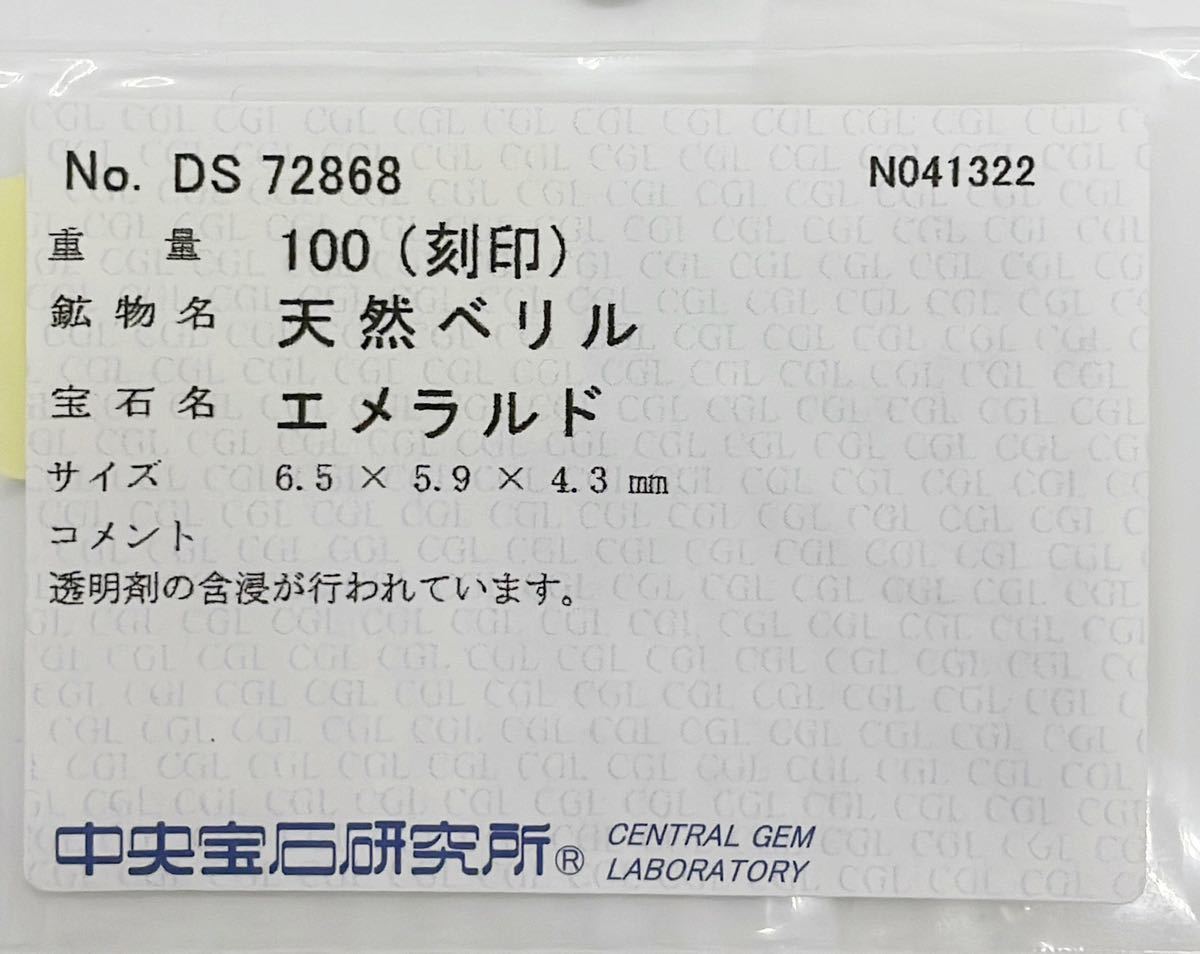 No. DS 72868 N041322
重量 100 (刻印)
鉱物名 天然ベリル
宝石名 エメラルド
サイズ 6.5 × 5.9 × 4.3 mm
コメント
透明剤の含浸が行われています。
中央宝石研究所® CENTRAL GEM LABORATORY